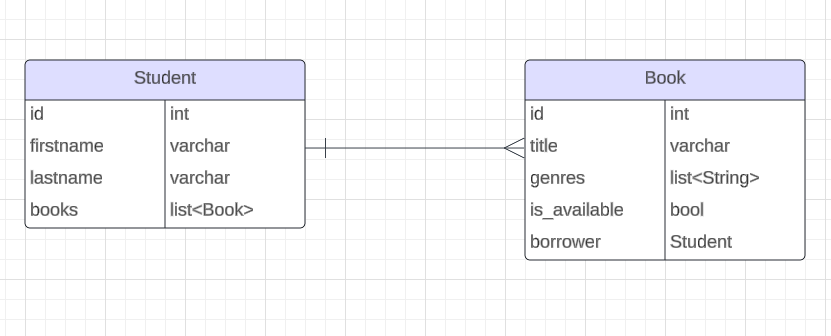 Student
id int
firstname varchar
lastname varchar
books list<Book>
Book
id int
title varchar
genres list<String>
is_available bool
borrower Student